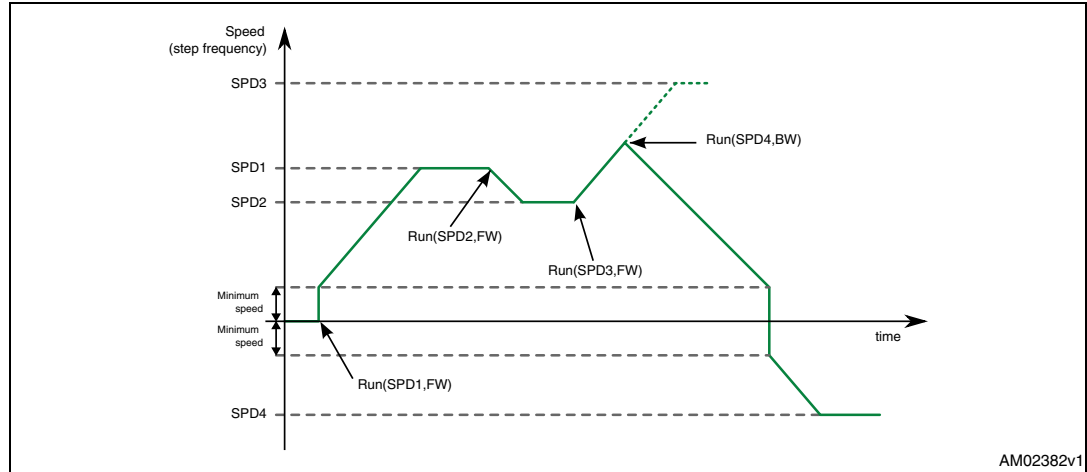 Speed
(step frequency)
SPD3
Run(SPD4,BW)
SPD1
SPD2
Run(SPD2,FW)
Run(SPD3,FW)
Minimum
speed
Minimum
speed
time
Run(SPD1,FW)
SPD4
AM02382v1